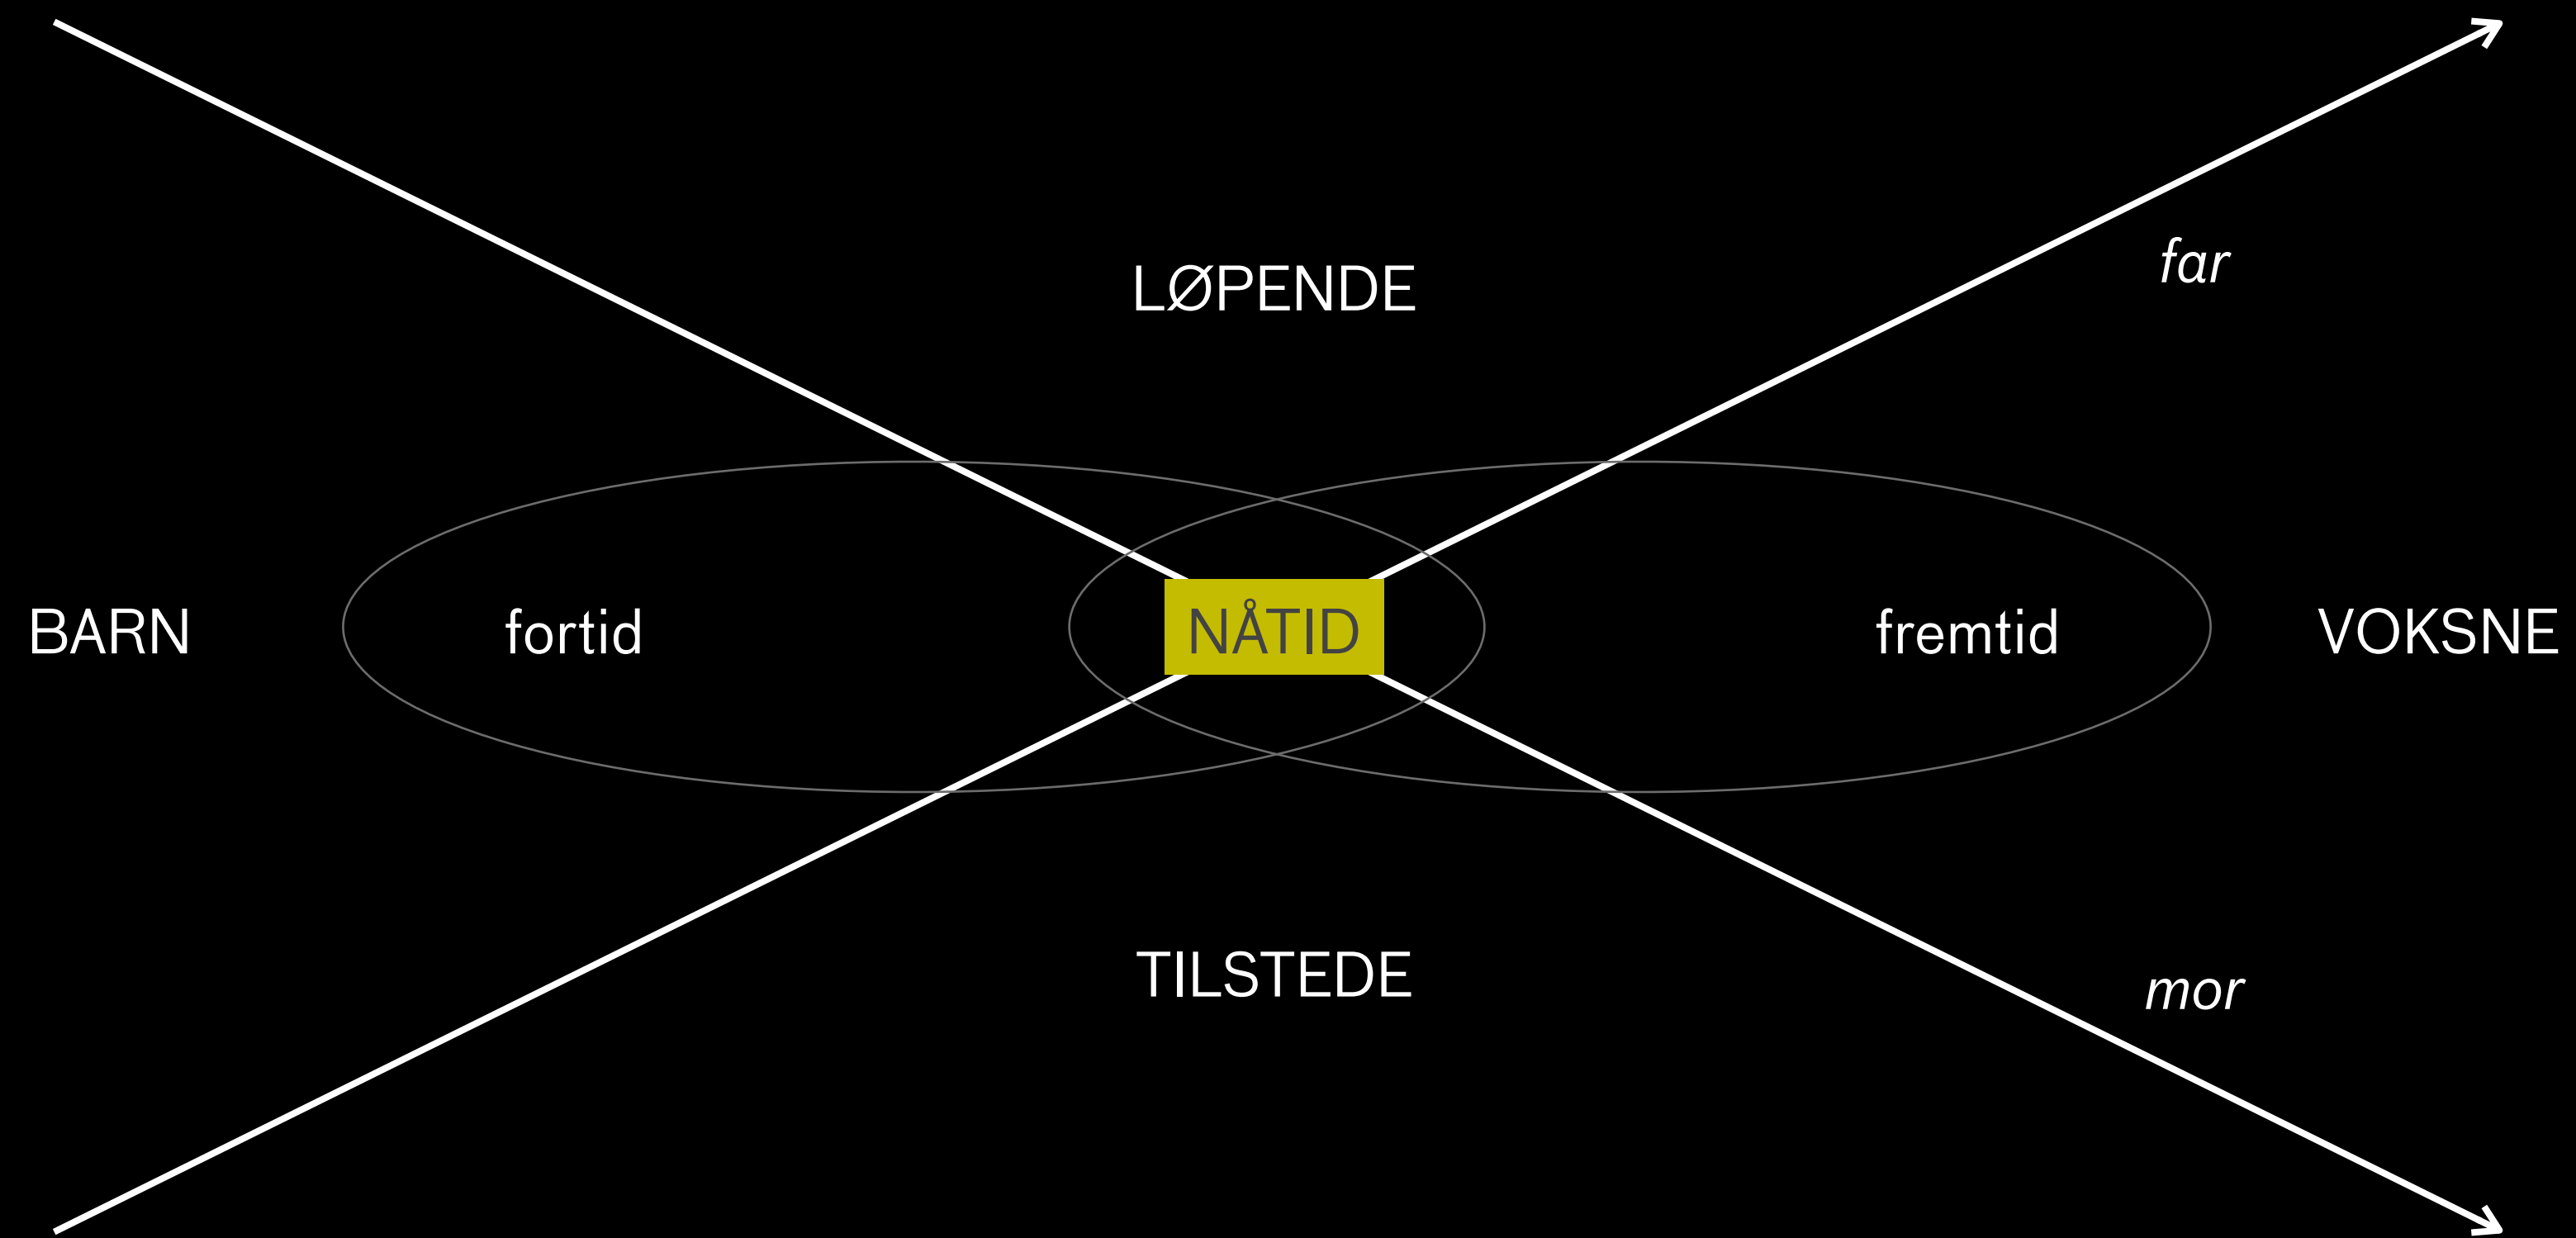 far
LØPENDE
BARN
fortid
NÅTID
fremtid
VOKSNE
TILSTEDE
mor